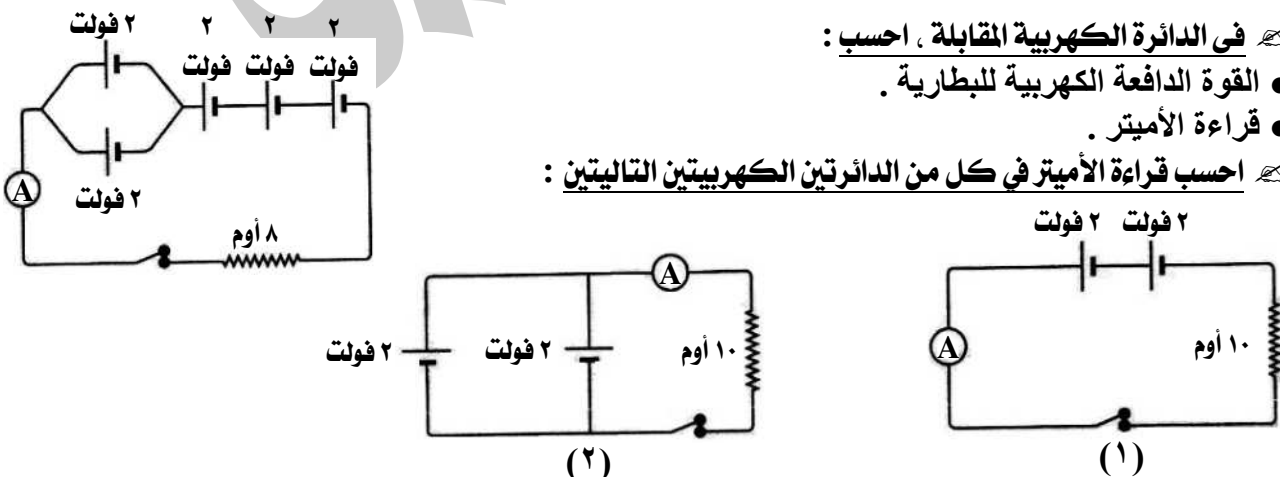 فى الدائرة الكهربية المقابلة ، احسب :
• القوة الدافعة الكهربية للبطارية .
• قراءة الأميتر .
٢ فولت
٢ ٢ ٢
فولت فولت فولت
٢ فولت
A
٨ أوم
احسب قراءة الأميتر في كل من الدائرتين الكهربيتين التاليتين :
٢ فولت ٢ فولت
A
١٠ أوم
(١)
A
٢ فولت
٢ فولت
١٠ أوم
(٢)